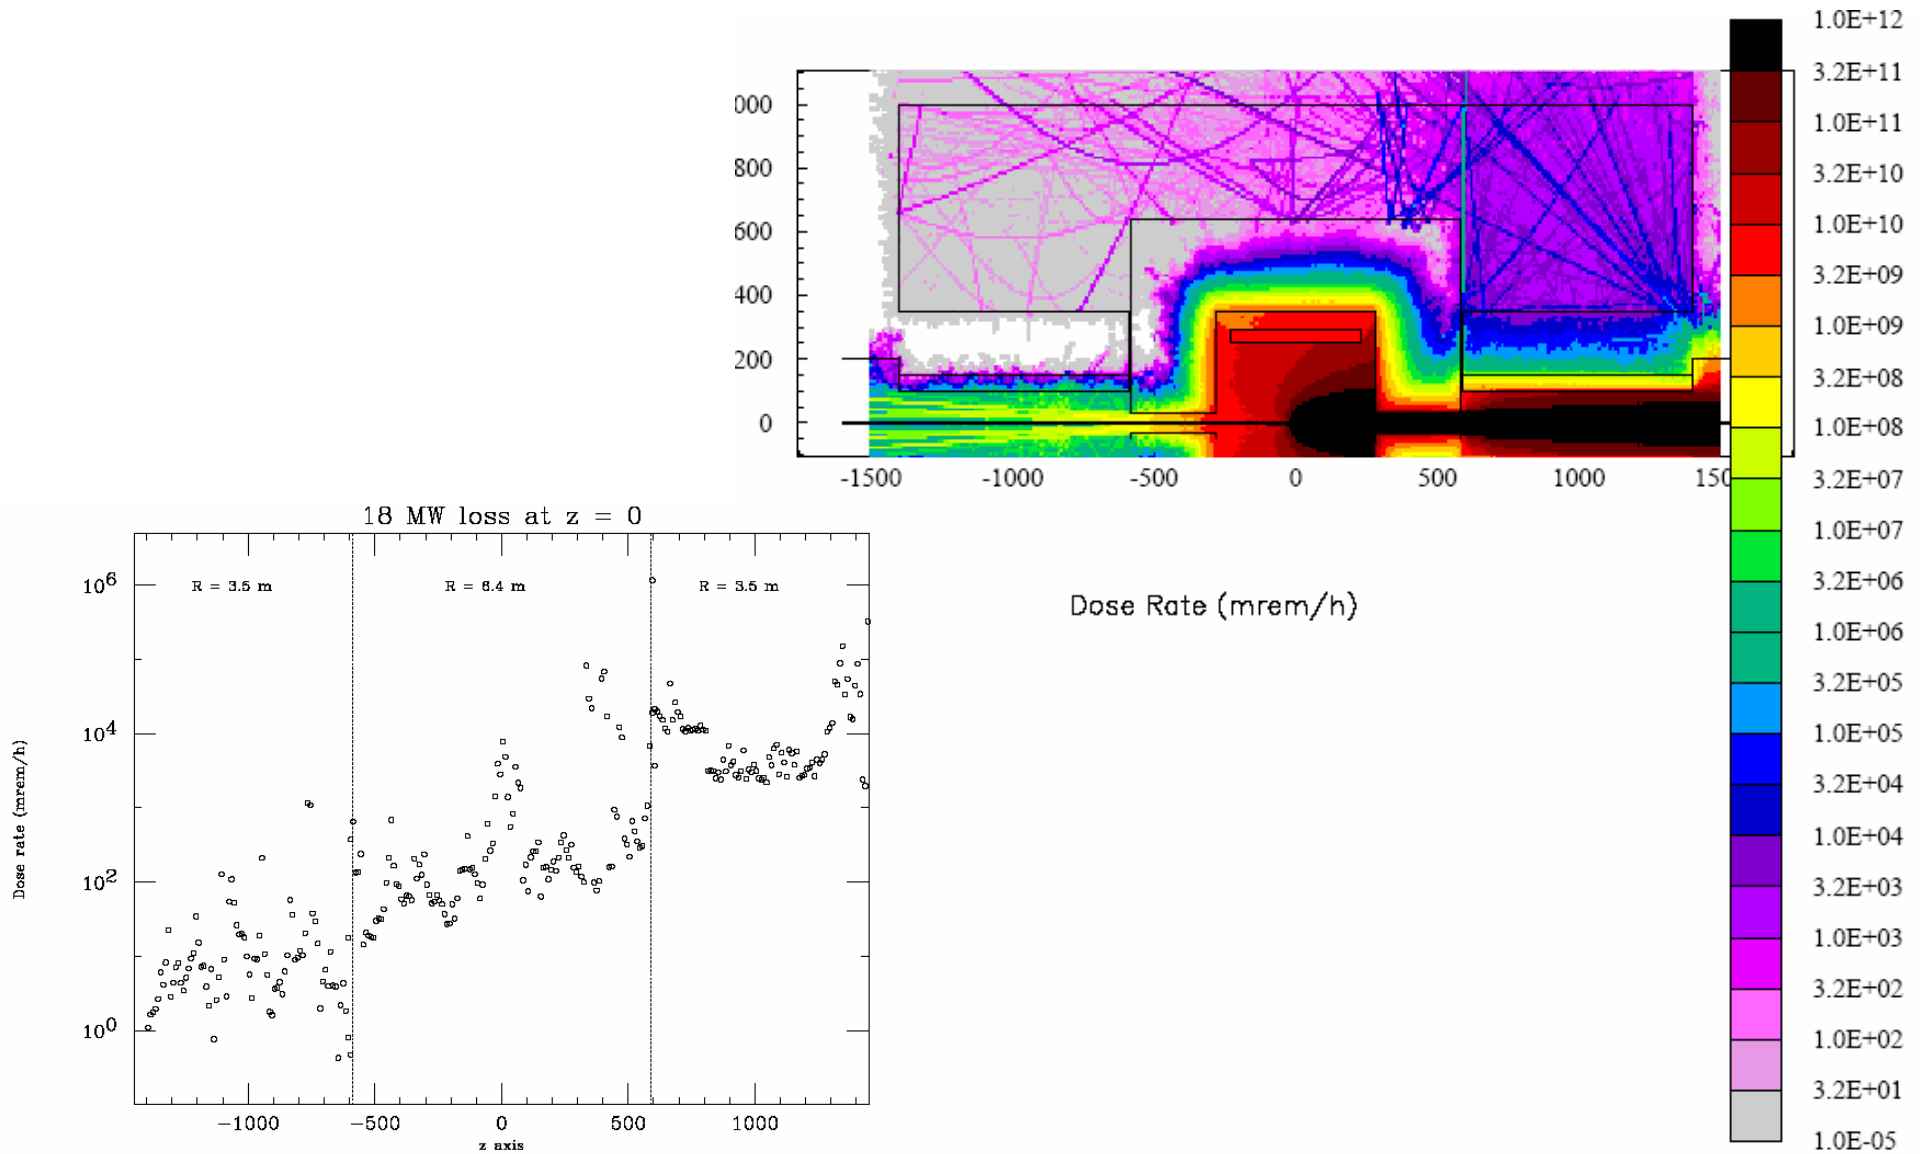 1.0E+12
3.2E+11
1.0E+11
3.2E+10
1.0E+10
3.2E+09
1.0E+09
3.2E+08
1.0E+08
3.2E+07
1.0E+07
3.2E+06
1.0E+06
3.2E+05
1.0E+05
3.2E+04
1.0E+04
3.2E+03
1.0E+03
3.2E+02
1.0E+02
3.2E+01
1.0E-05
000
800
600
400
200
0
-1500 -1000 -500 0 500 1000 150
18 MW loss at z = 0
R = 3.5 m R = 6.4 m R = 3.5 m
10^6
10^4
10^2
10^0
Dose rate (mrem/h)
-1000 -500 0 500 1000
z axis
Dose Rate (mrem/h)